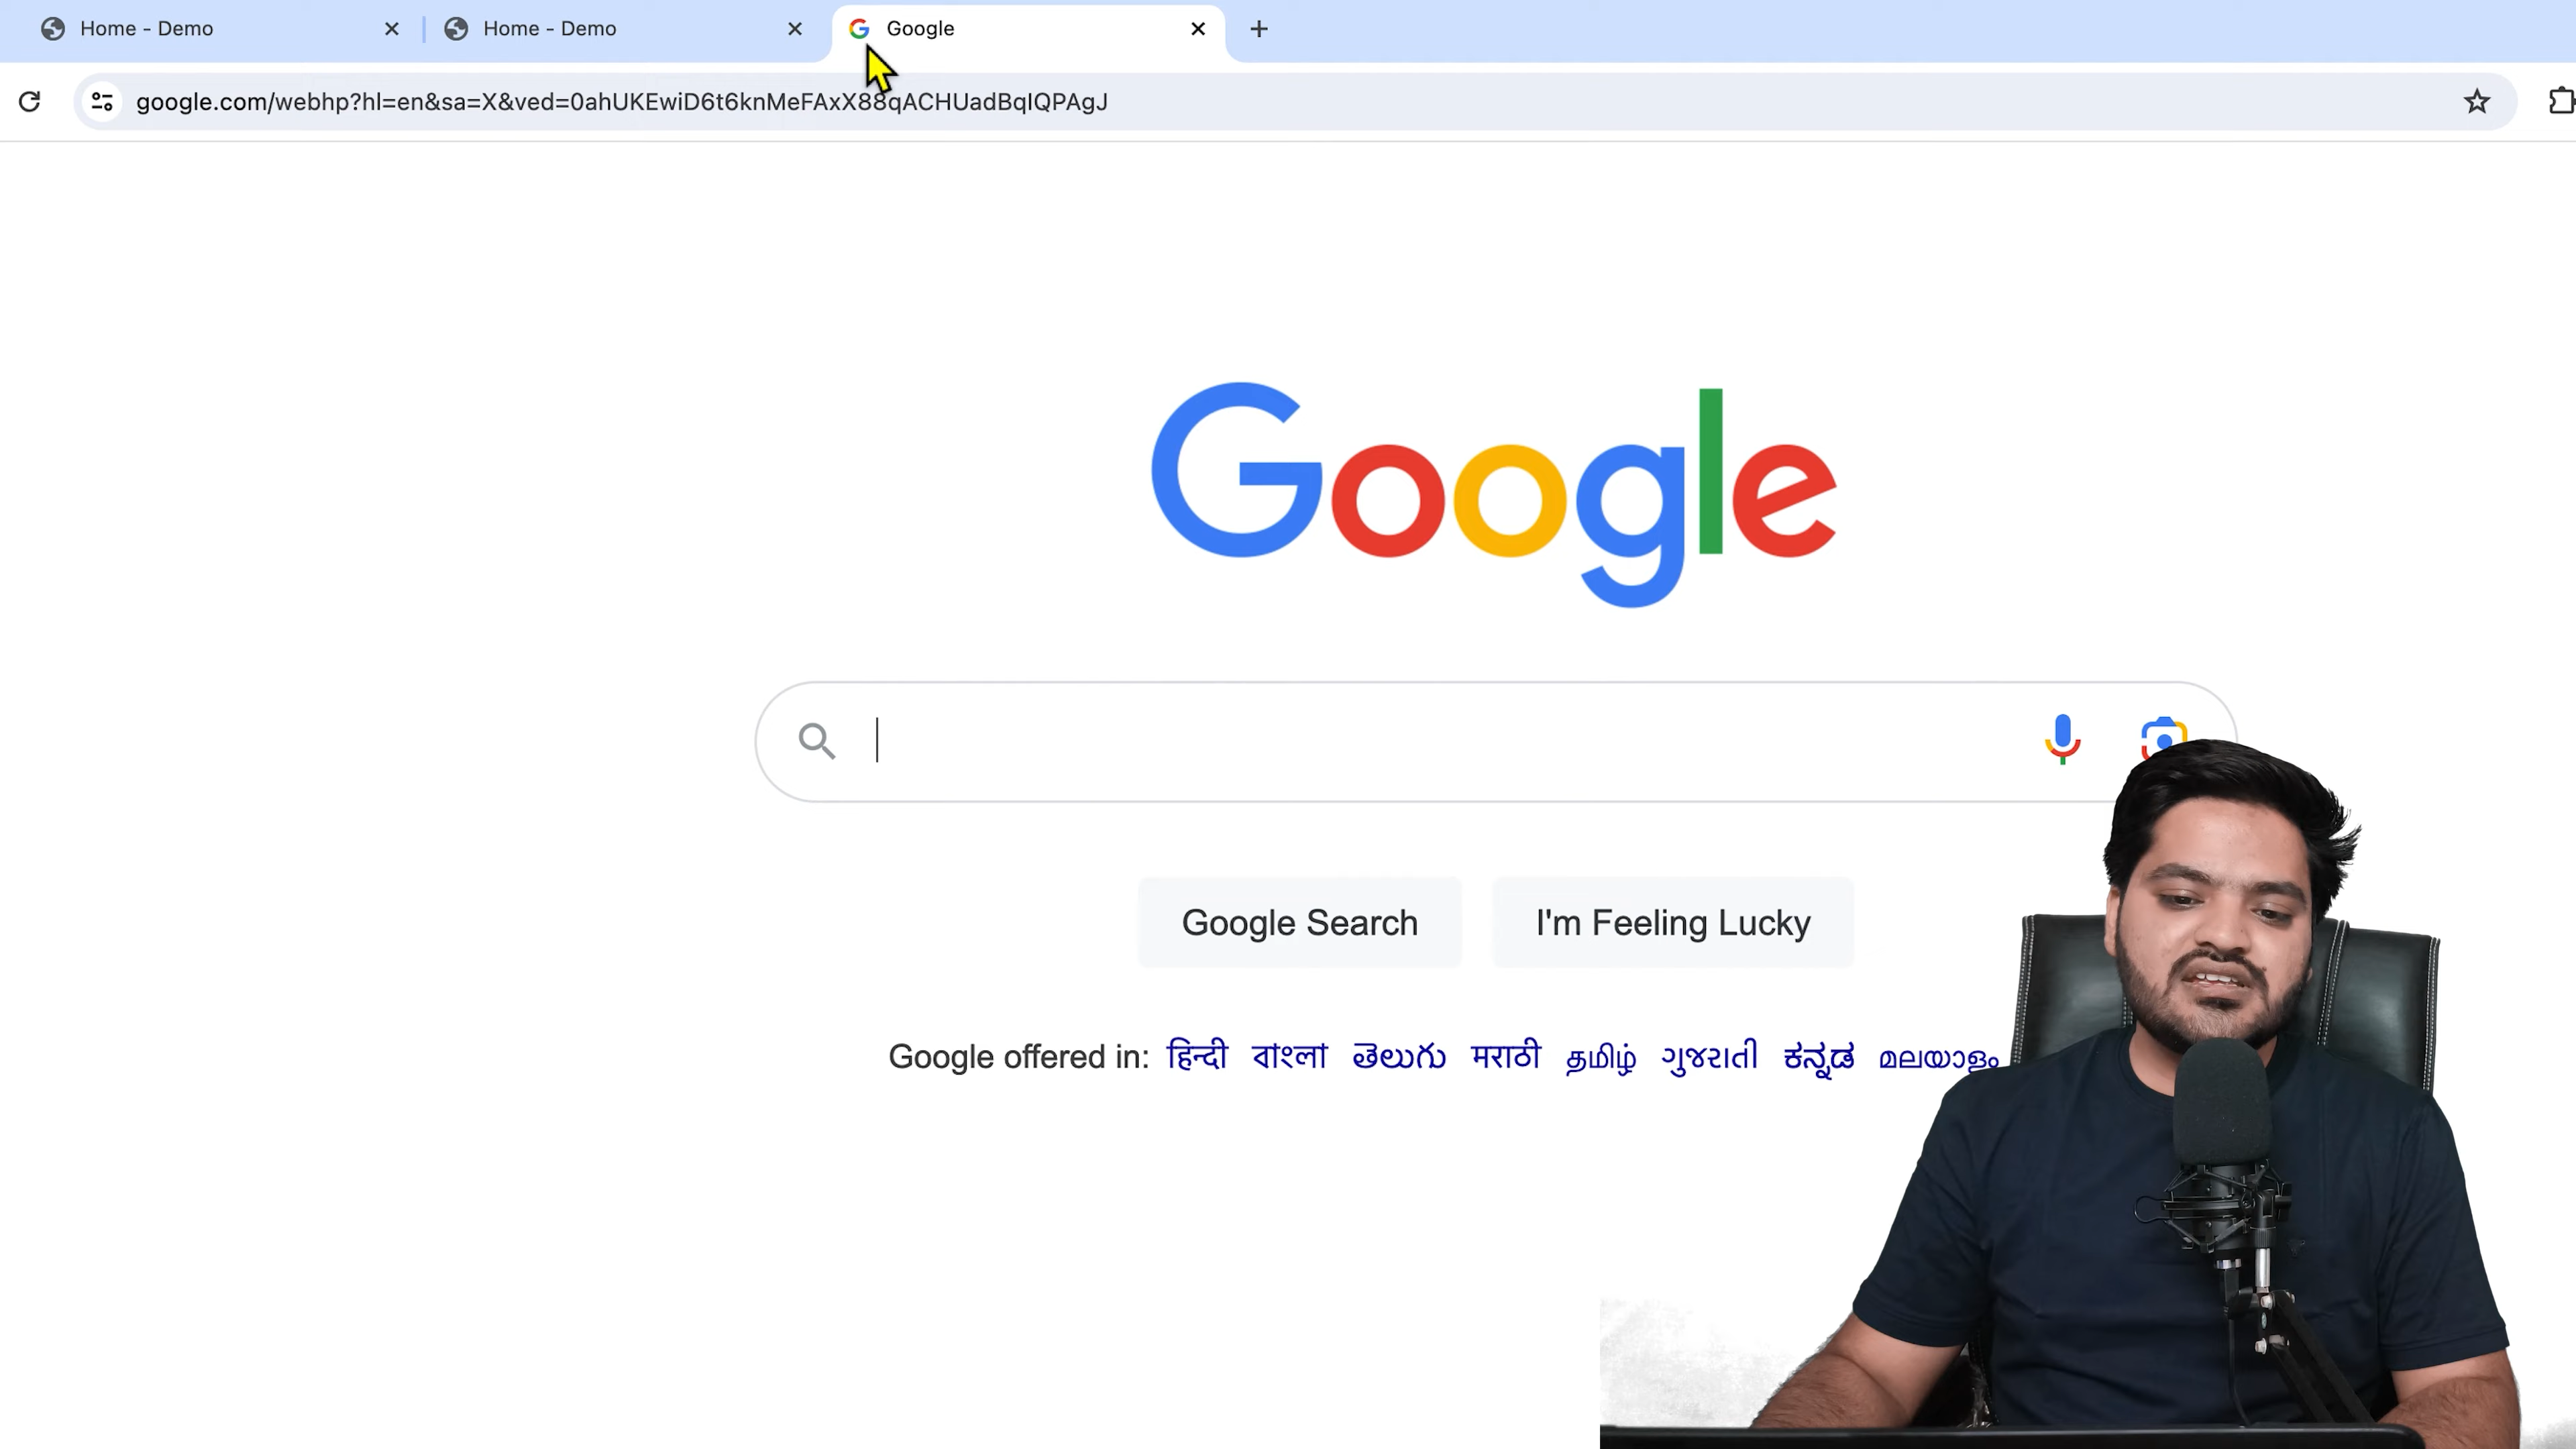 Home - Demo Home - Demo Google
google.com/webhp?hl=en&sa=X&ved=0ahUKEwiD6t6knMeFAxX88qACHUadBqIQPAgJ
Google
Google Search I'm Feeling Lucky
Google offered in: हिन्दी বাংলা తెలుగు मराठी தமிழ் ગુજરાતી ಕನ್ನಡ മലയാളം